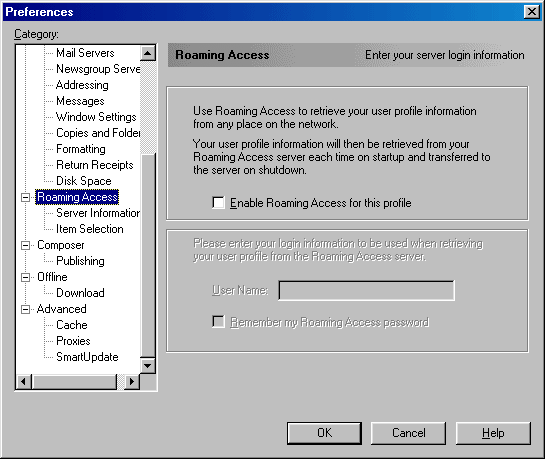 Preferences
Category:
Mail Servers
Newsgroup Serve
Addressing
Messages
Window Settings
Copies and Folder
Formatting
Return Receipts
Disk Space
Roaming Access
Server Information
Item Selection
Composer
Publishing
Offline
Download
Advanced
Cache
Proxies
SmartUpdate
Roaming Access Enter your server login information
Use Roaming Access to retrieve your user profile information
from any place on the network.
Your user profile information will then be retrieved from your
Roaming Access server each time on startup and transferred to
the server on shutdown.
Enable Roaming Access for this profile
Please enter your login information to be used when retrieving
your user profile from the Roaming Access server.
User Name:
Remember my Roaming Access password
OK Cancel Help